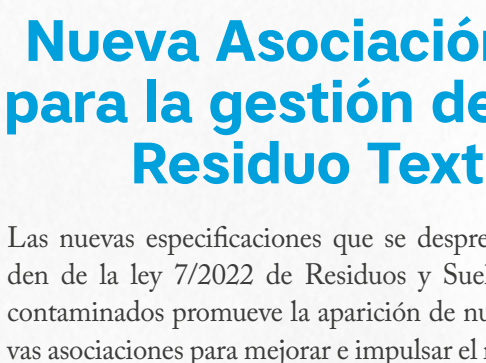 Nueva Asociació
para la gestión de
Residuo Text
Las nuevas especificaciones que se despre
den de la ley 7/2022 de Residuos y Sue
contaminados promueve la aparición de nu
vas asociaciones para mejorar e impulsar el